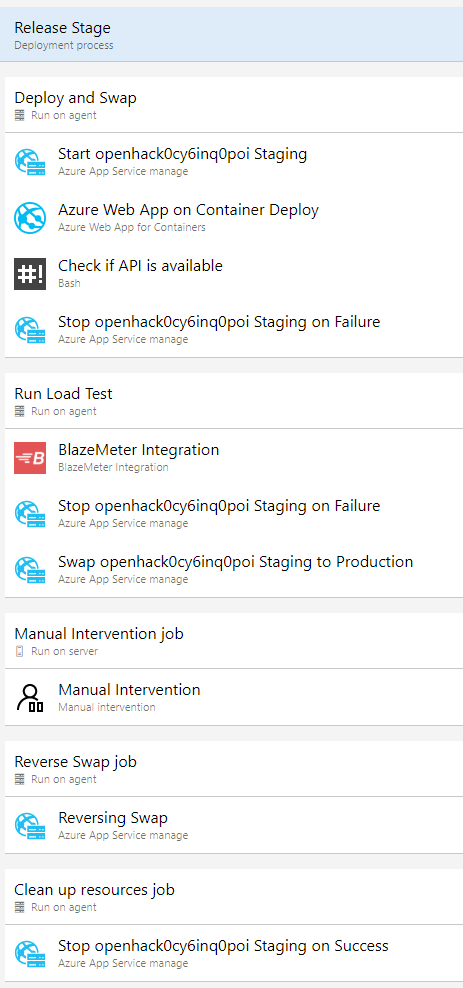 Release Stage
Deployment process
Deploy and Swap
Run on agent
Start openhack0cy6inq0poi Staging
Azure App Service manage
Azure Web App on Container Deploy
Azure Web App for Containers
#!
Check if API is available
Bash
Stop openhack0cy6inq0poi Staging on Failure
Azure App Service manage
Run Load Test
Run on agent
B
BlazeMeter Integration
BlazeMeter Integration
Stop openhack0cy6inq0poi Staging on Failure
Azure App Service manage
Swap openhack0cy6inq0poi Staging to Production
Azure App Service manage
Manual Intervention job
Run on server
Manual Intervention
Manual intervention
Reverse Swap job
Run on agent
Reversing Swap
Azure App Service manage
Clean up resources job
Run on agent
Stop openhack0cy6inq0poi Staging on Success
Azure App Service manage